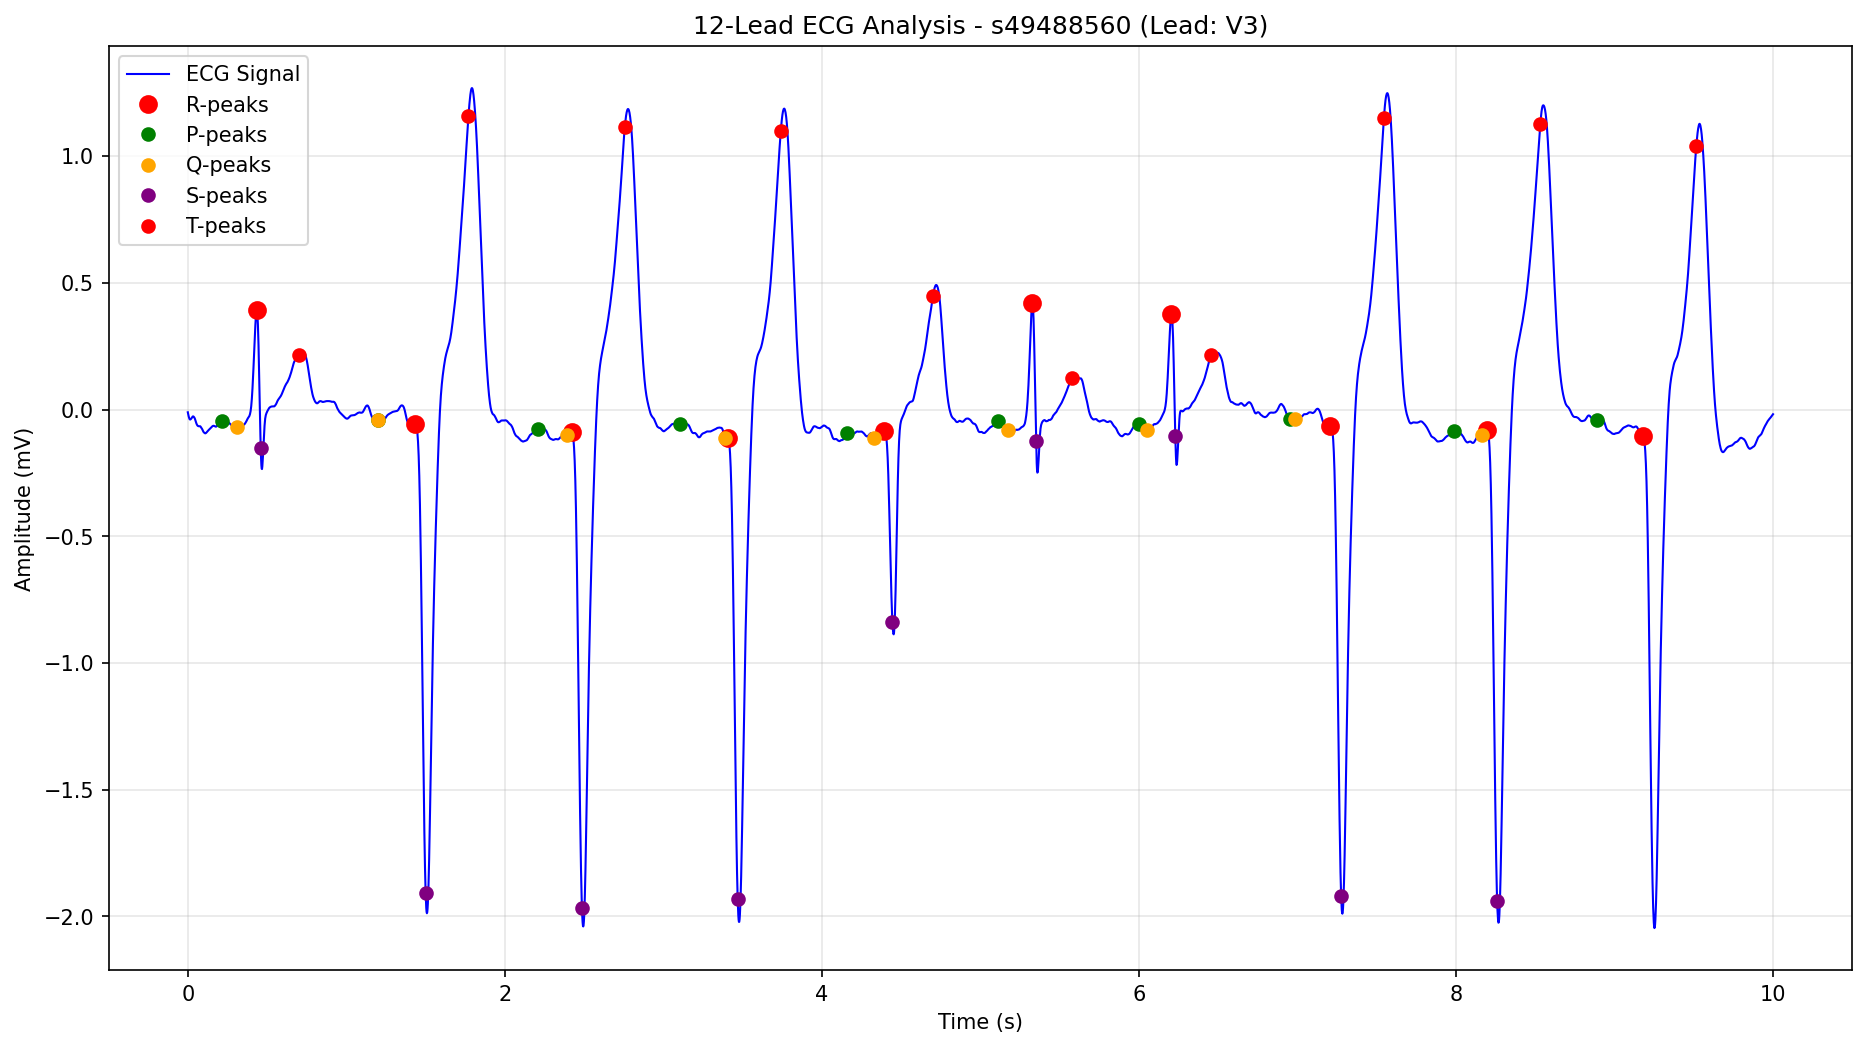 12-Lead ECG Analysis - s49488560 (Lead: V3)
ECG Signal
R-peaks
P-peaks
Q-peaks
S-peaks
T-peaks
Amplitude (mV)
1.0
0.5
0.0
−0.5
−1.0
−1.5
−2.0
0
2
4
6
8
10
Time (s)